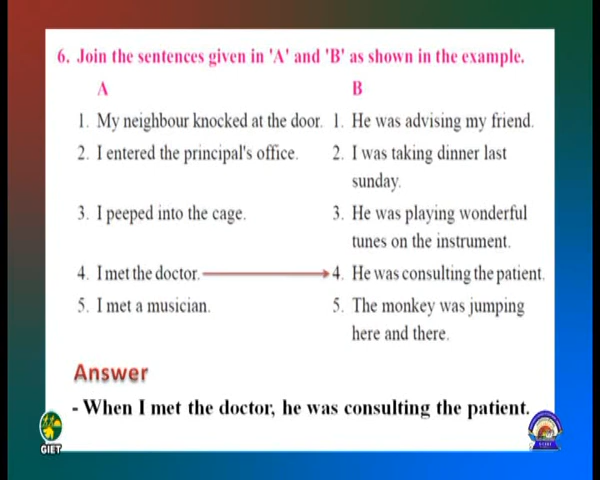 6. Join the sentences given in 'A' and 'B' as shown in the example.
A B
1. My neighbour knocked at the door. 1. He was advising my friend.
2. I entered the principal's office. 2. I was taking dinner last
sunday.
3. I peeped into the cage. 3. He was playing wonderful
tunes on the instrument.
4. I met the doctor. 4. He was consulting the patient.
5. I met a musician. 5. The monkey was jumping
here and there.
Answer
- When I met the doctor, he was consulting the patient.
GIET